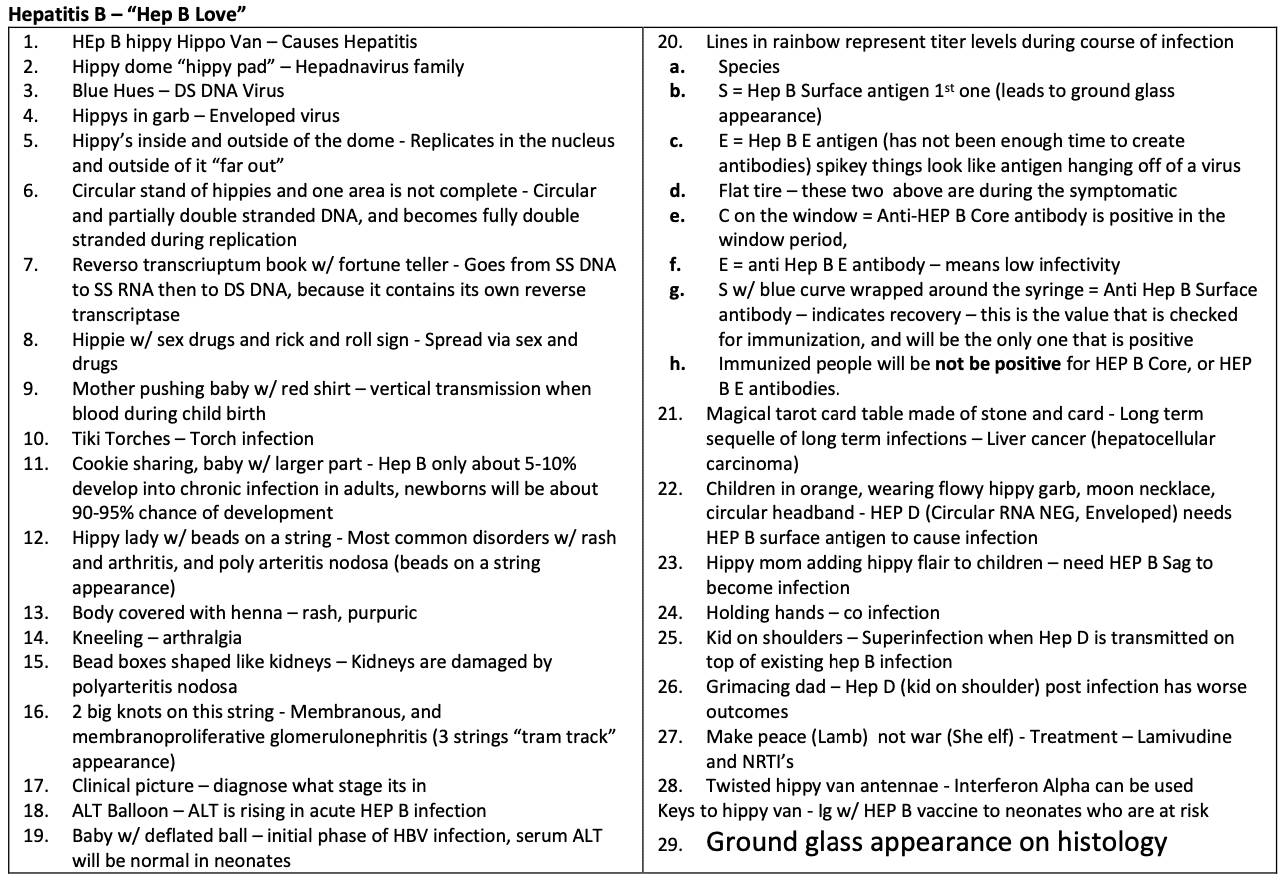 Hepatitis B – “Hep B Love”
1. HEp B hippy Hippo Van – Causes Hepatitis
2. Hippy dome “hippy pad” – Hepadnavirus family
3. Blue Hues – DS DNA Virus
4. Hippys in garb – Enveloped virus
5. Hippy’s inside and outside of the dome - Replicates in the nucleus
and outside of it “far out”
6. Circular stand of hippies and one area is not complete - Circular
and partially double stranded DNA, and becomes fully double
stranded during replication
7. Reverso transcriuptum book w/ fortune teller - Goes from SS DNA
to SS RNA then to DS DNA, because it contains its own reverse
transcriptase
8. Hippie w/ sex drugs and rick and roll sign - Spread via sex and
drugs
9. Mother pushing baby w/ red shirt – vertical transmission when
blood during child birth
10. Tiki Torches – Torch infection
11. Cookie sharing, baby w/ larger part - Hep B only about 5-10%
develop into chronic infection in adults, newborns will be about
90-95% chance of development
12. Hippy lady w/ beads on a string - Most common disorders w/ rash
and arthritis, and poly arteritis nodosa (beads on a string
appearance)
13. Body covered with henna – rash, purpuric
14. Kneeling – arthralgia
15. Bead boxes shaped like kidneys – Kidneys are damaged by
polyarteritis nodosa
16. 2 big knots on this string - Membranous, and
membranoproliferative glomerulonephritis (3 strings “tram track”
appearance)
17. Clinical picture – diagnose what stage its in
18. ALT Balloon – ALT is rising in acute HEP B infection
19. Baby w/ deflated ball – initial phase of HBV infection, serum ALT
will be normal in neonates
20. Lines in rainbow represent titer levels during course of infection
a. Species
b. S = Hep B Surface antigen 1st one (leads to ground glass
appearance)
c. E = Hep B E antigen (has not been enough time to create
antibodies) spikey things look like antigen hanging off of a virus
d. Flat tire – these two above are during the symptomatic
e. C on the window = Anti-HEP B Core antibody is positive in the
window period,
f. E = anti Hep B E antibody – means low infectivity
g. S w/ blue curve wrapped around the syringe = Anti Hep B Surface
antibody – indicates recovery – this is the value that is checked
for immunization, and will be the only one that is positive
h. Immunized people will be not be positive for HEP B Core, or HEP
B E antibodies.
21. Magical tarot card table made of stone and card - Long term
sequelle of long term infections – Liver cancer (hepatocellular
carcinoma)
22. Children in orange, wearing flowy hippy garb, moon necklace,
circular headband - HEP D (Circular RNA NEG, Enveloped) needs
HEP B surface antigen to cause infection
23. Hippy mom adding hippy flair to children – need HEP B Sag to
become infection
24. Holding hands – co infection
25. Kid on shoulders – Superinfection when Hep D is transmitted on
top of existing hep B infection
26. Grimacing dad – Hep D (kid on shoulder) post infection has worse
outcomes
27. Make peace (Lamb) not war (She elf) - Treatment – Lamivudine
and NRTI’s
28. Twisted hippy van antennae - Interferon Alpha can be used
Keys to hippy van - Ig w/ HEP B vaccine to neonates who are at risk
29. Ground glass appearance on histology